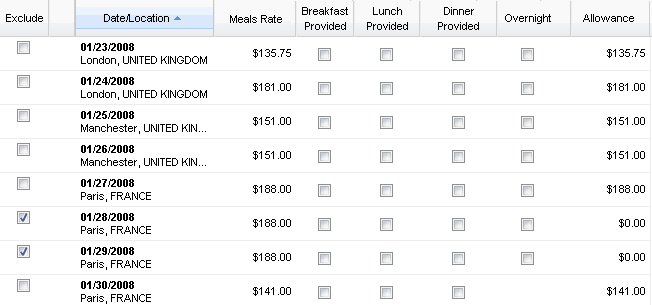 Exclude Date/Location Meals Rate Breakfast Provided Lunch Provided Dinner Provided Overnight Allowance
01/23/2008 $135.75 $135.75
London, UNITED KINGDOM
01/24/2008 $181.00 $181.00
London, UNITED KINGDOM
01/25/2008 $151.00 $151.00
Manchester, UNITED KIN...
01/26/2008 $151.00 $151.00
Manchester, UNITED KIN...
01/27/2008 $188.00 $188.00
Paris, FRANCE
01/28/2008 $188.00 $0.00
Paris, FRANCE
01/29/2008 $188.00 $0.00
Paris, FRANCE
01/30/2008 $141.00 $141.00
Paris, FRANCE